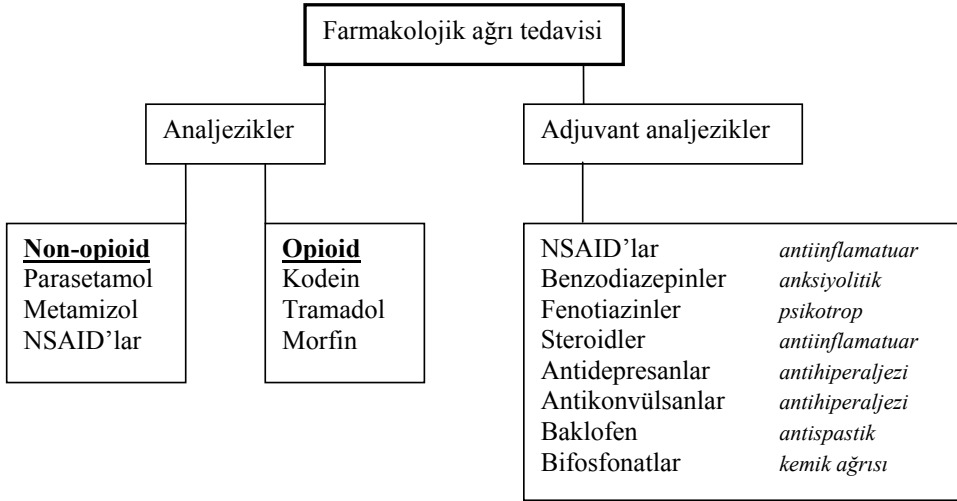 Farmakolojik ağrı tedavisi
Analjezikler
Adjuvant analjezikler
Non-opioid
Parasetamol
Metamizol
NSAID’lar
Opioid
Kodein
Tramadol
Morfin
NSAID’lar antiinflamatuar
Benzodiazepinler anksiyolitik
Fenotiazinler psikotrop
Steroidler antiinflamatuar
Antidepresanlar antihiperaljezi
Antikonvülsanlar antihiperaljezi
Baklofen antispastik
Bifosfonatlar kemik ağrısı